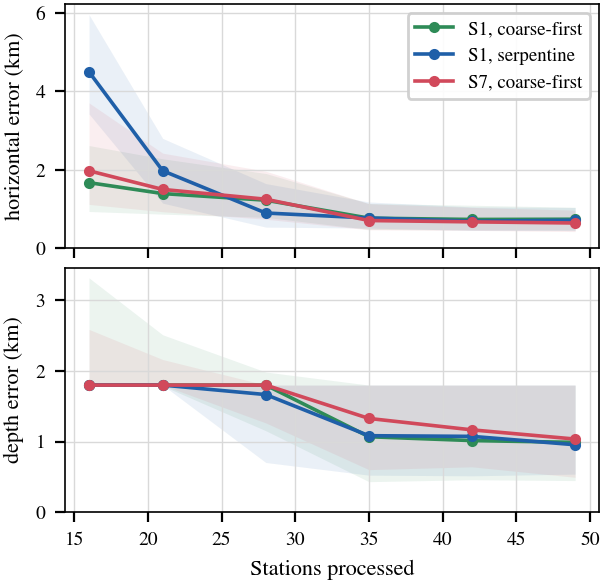 6
4
2
0
horizontal error (km)
S1, coarse-first
S1, serpentine
S7, coarse-first
3
2
1
0
depth error (km)
15 20 25 30 35 40 45 50
Stations processed